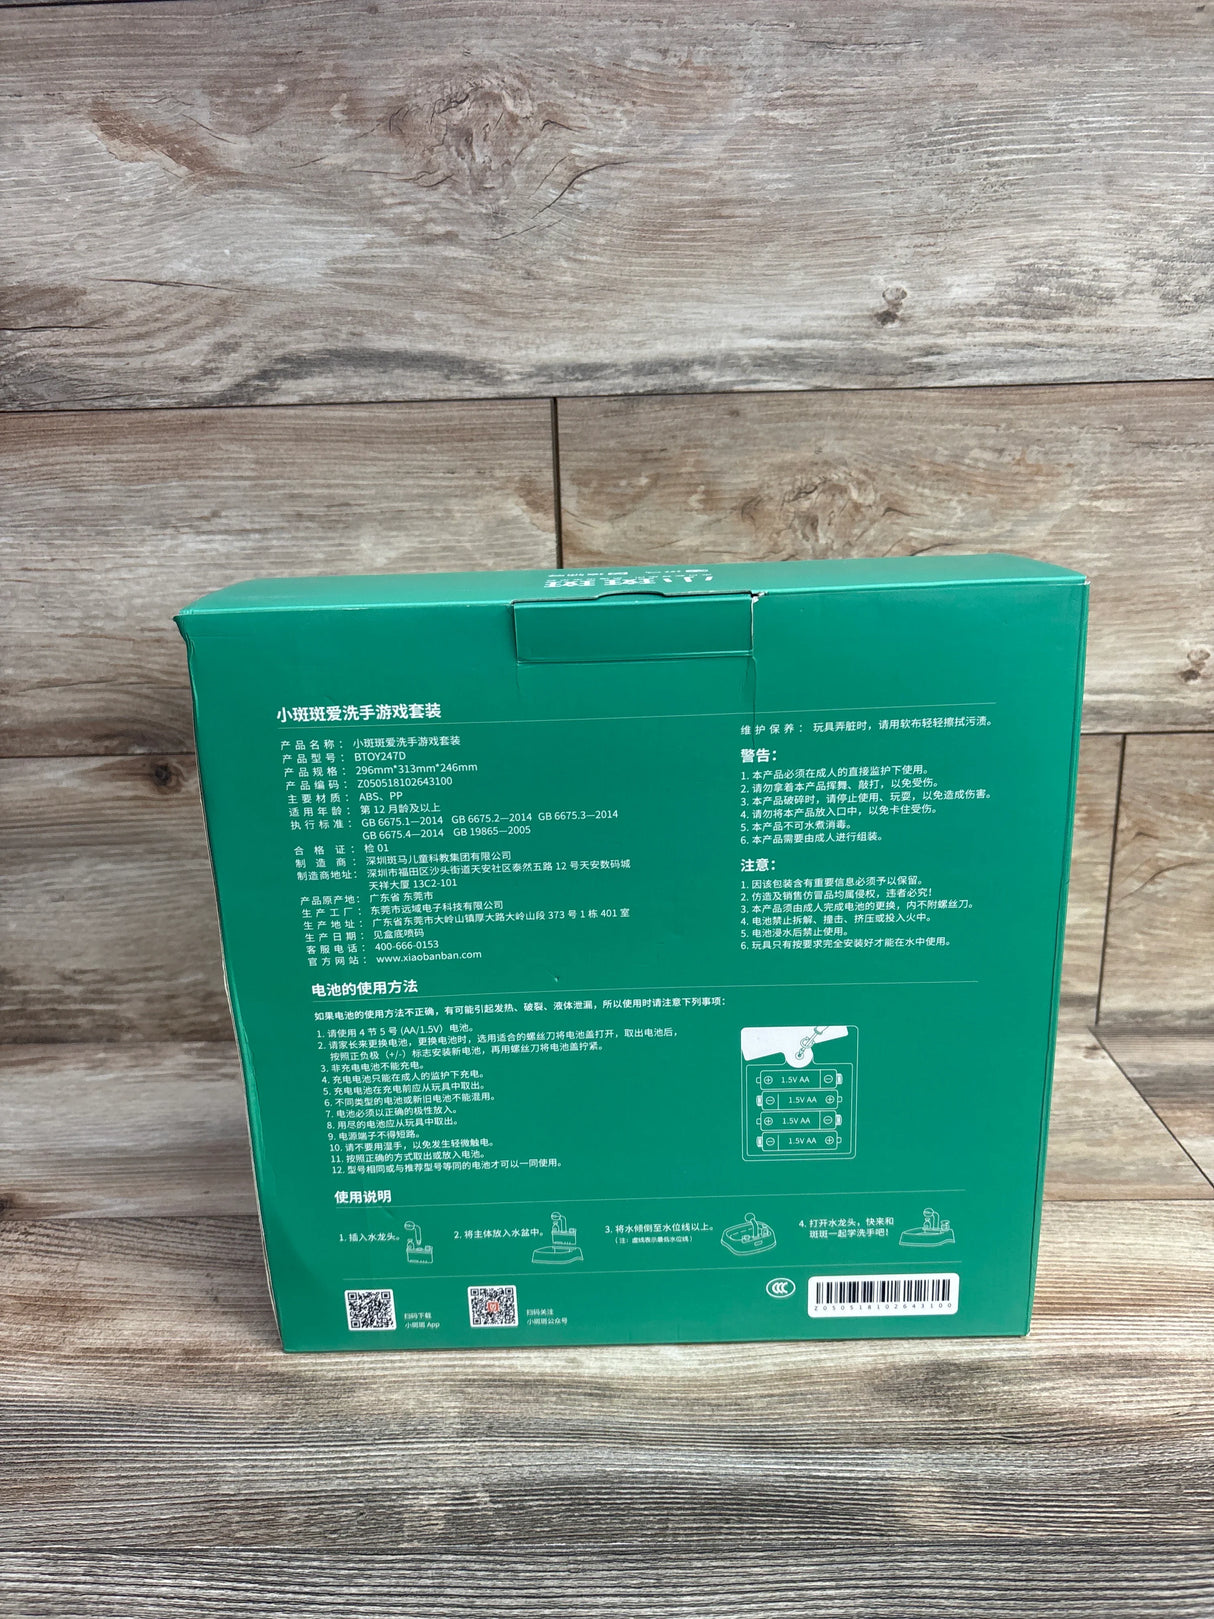 小班班
小班班爱洗手游戏套装
产品名称：小班班爱洗手游戏套装
产品型号：BTOY247D
产品规格：296mm*313mm*246mm
产品编码：Z050518102643100
主要材质：ABS、PP
适用年龄：第 12 月龄及以上
执行标准：GB 6675.1—2014 GB 6675.2—2014 GB 6675.3—2014
GB 6675.4—2014 GB 19865—2005
合格证：检 01
制造商：深圳斑马儿童科教集团有限公司
制造商地址：深圳市福田区沙头街道天安社区泰然五路 12 号天安数码城
天祥大厦 13C2-101
产品原产地：广东省 东莞市
生产工厂：东莞市远域电子科技有限公司
生产地址：广东省东莞市大岭山镇厚大路大岭山段 373 号 1 栋 401 室
生产日期：见盒底喷码
客服电话：400-666-0153
官方网站：www.xiaobanban.com
维护保养：玩具弄脏时，请用软布轻轻擦拭污渍。
警告：
1. 本产品必须在成人的直接监护下使用。
2. 请勿拿着本产品挥舞、敲打，以免受伤。
3. 本产品破碎时，请停止使用、玩耍，以免造成伤害。
4. 请勿将本产品放入口中，以免卡住受伤。
5. 本产品不可水煮消毒。
6. 本产品需要由成人进行组装。
注意：
1. 因该包装含有重要信息必须予以保留。
2. 仿造及销售仿冒品均属侵权，违者必究！
3. 本产品须由成人完成电池的更换，内不附螺丝刀。
4. 电池禁止拆解、撞击、挤压或投入火中。
5. 电池浸水后禁止使用。
6. 玩具只有按要求完全安装好才能在水中使用。
电池的使用方法
如果电池的使用方法不正确，有可能引起发热、破裂、液体泄漏，所以使用时请注意下列事项：
1. 请使用 4 节 5 号 (AA/1.5V）电池。
2. 请家长来更换电池，更换电池时，选用适合的螺丝刀将电池盖打开，取出电池后，
按照正负极（+/-）标志安装新电池，再用螺丝刀将电池盖拧紧。
3. 非充电电池不能充电。
4. 充电电池只能在成人的监护下充电。
5. 充电电池在充电前应从玩具中取出。
6. 不同类型的电池或新旧电池不能混用。
7. 电池必须以正确的极性放入。
8. 用尽的电池应从玩具中取出。
9. 电源端子不得短路。
10. 请不要用湿手，以免发生轻微触电。
11. 按照正确的方式取出或放入电池。
12. 型号相同或与推荐型号等同的电池才可以一同使用。
1.5V AA
1.5V AA
1.5V AA
1.5V AA
使用说明
1. 插入水龙头。
2. 将主体放入水盆中。
3. 将水倾倒至水位线以上。
（注：虚线表示最低水位线）
4. 打开水龙头，快来和
斑斑一起学洗手吧！
扫码下载
小斑斑 App
扫码关注
小斑斑公众号
CCC
Z050518102643100